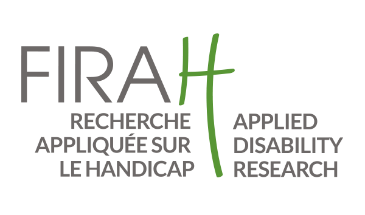 FIRAH
RECHERCHE
APPLIQUÉE SUR
LE HANDICAP
APPLIED
DISABILITY
RESEARCH